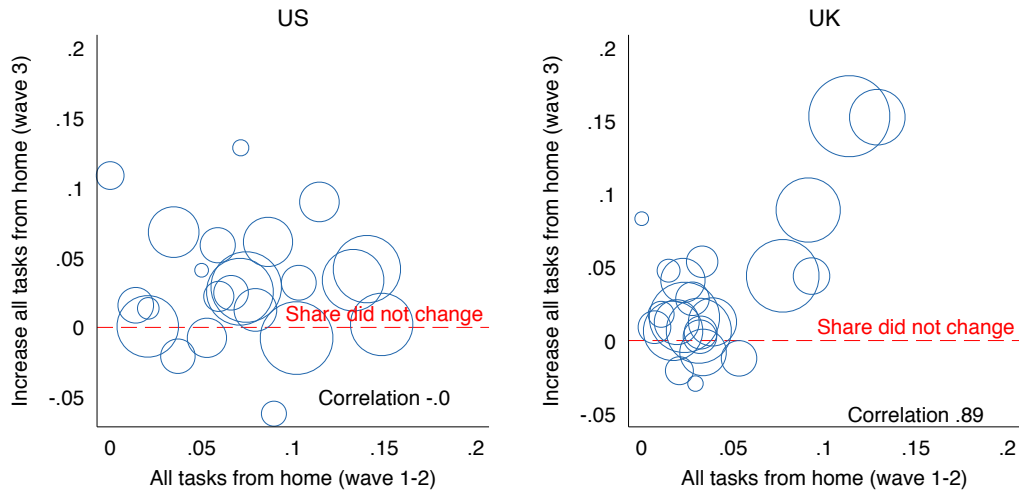 US
Increase all tasks from home (wave 3)
.2
.15
.1
.05
0
-.05
Share did not change
Correlation -.0
0
.05
.1
.15
.2
All tasks from home (wave 1-2)
UK
Increase all tasks from home (wave 3)
.2
.15
.1
.05
0
-.05
Share did not change
Correlation .89
0
.05
.1
.15
.2
All tasks from home (wave 1-2)